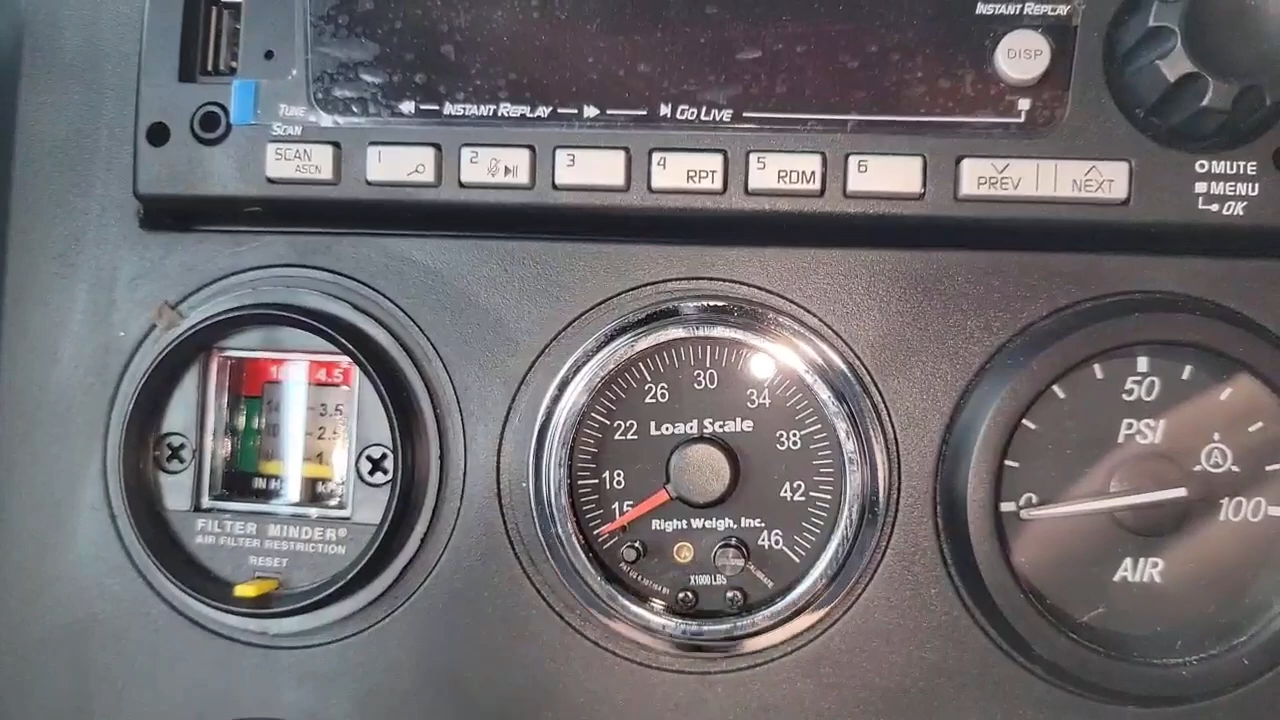 INSTANT REPLAY
DISP
TUNE
INSTANT REPLAY
GO LIVE
SCAN
SCAN
ASCN
1
2
3
4 RPT
5 RDM
6
PREV
NEXT
MUTE
MENU
OK
4.5
3.5
2.5
FILTER MINDER®
AIR FILTER RESTRICTION
RESET
30
26
34
22
Load Scale
38
18
42
15
Right Weigh, Inc.
46
X1000 LBS
CALIBRATE
50
PSI
A
0
100
AIR